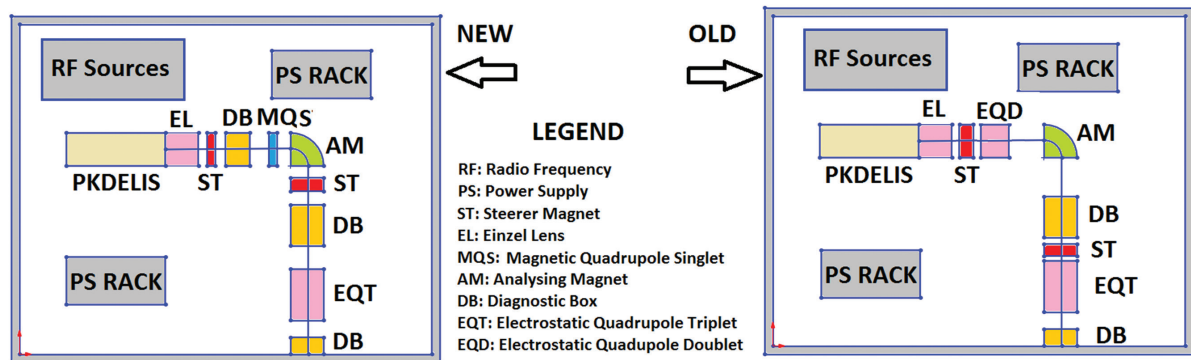 NEW
OLD
RF Sources
PS RACK
EL
DB
MQS
AM
PKDELIS
ST
ST
DB
PS RACK
EQT
DB
LEGEND
RF: Radio Frequency
PS: Power Supply
ST: Steerer Magnet
EL: Einzel Lens
MQS: Magnetic Quadrupole Singlet
AM: Analysing Magnet
DB: Diagnostic Box
EQT: Electrostatic Quadrupole Triplet
EQD: Electrostatic Quadupole Doublet
RF Sources
PS RACK
EL
EQD
AM
PKDELIS
ST
DB
ST
PS RACK
EQT
DB